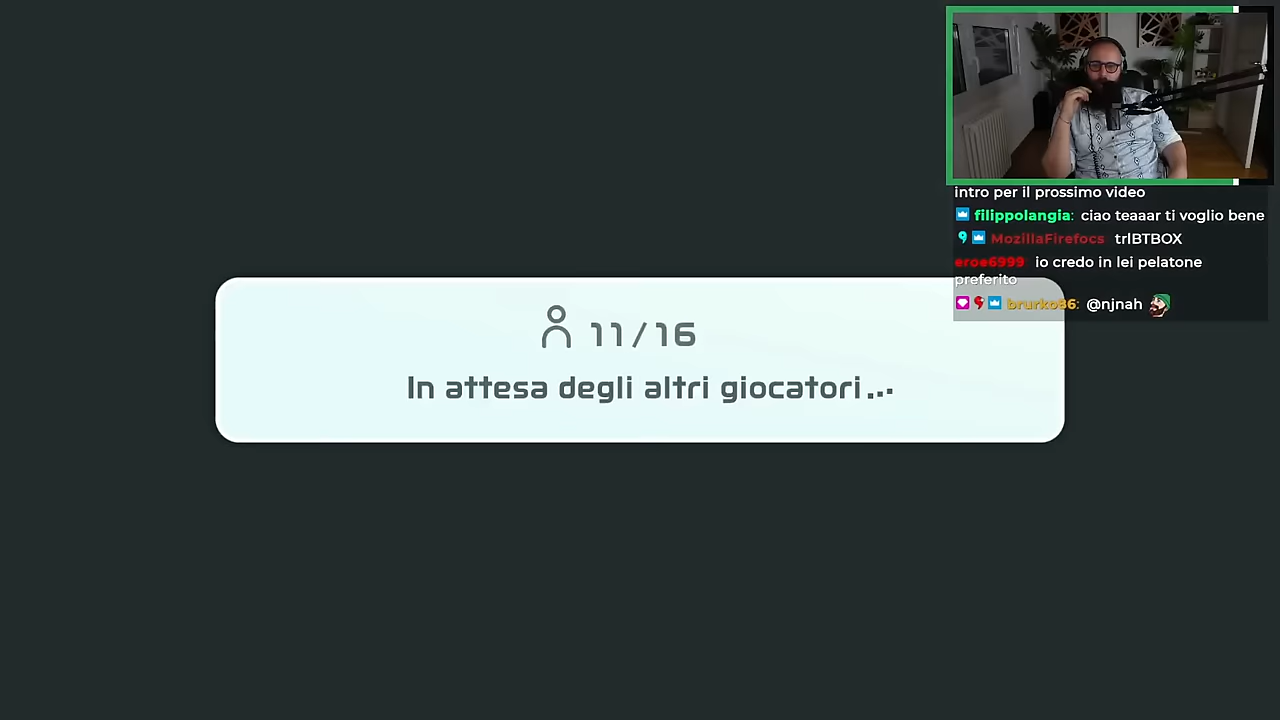 intro per il prossimo video
filippolangia: ciao teaaar ti voglio bene
MozillaFirefocs trlBTBOX
eroe6999 io credo in lei pelatone
preferito
brurko86: @njnah
11/16
In attesa degli altri giocatori...